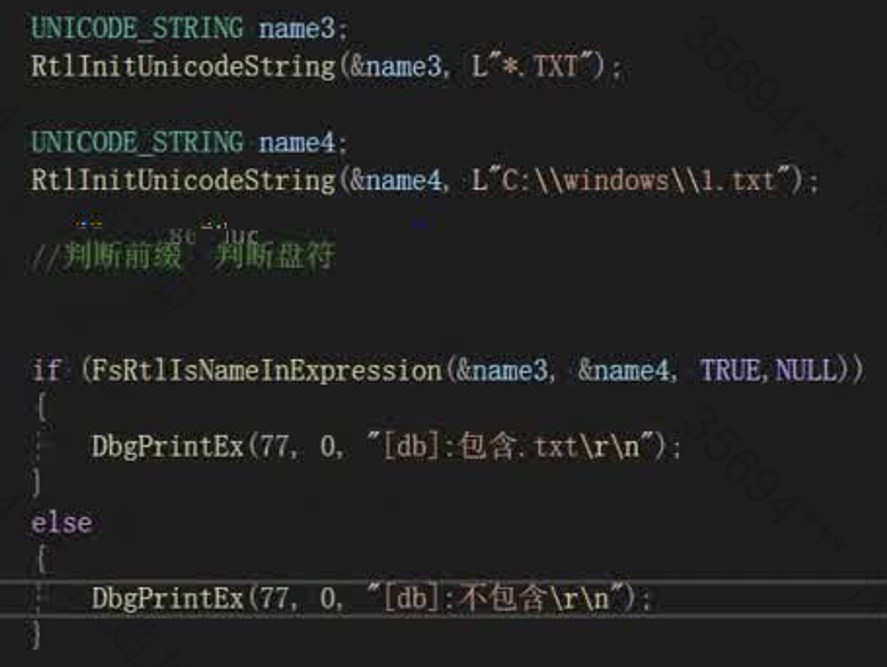 UNICODE_STRING name3;
RtlInitUnicodeString(&name3, L"*.TXT");
UNICODE_STRING name4;
RtlInitUnicodeString(&name4, L"C:\\windows\\1.txt");
//判断前缀 判断盘符
if (FsRtlIsNameInExpression(&name3, &name4, TRUE,NULL))
{
DbgPrintEx(77, 0, "[db]:包含.txt\r\n");
}
else
{
DbgPrintEx(77, 0, "[db]:不包含\r\n");
}
35694****
35694****